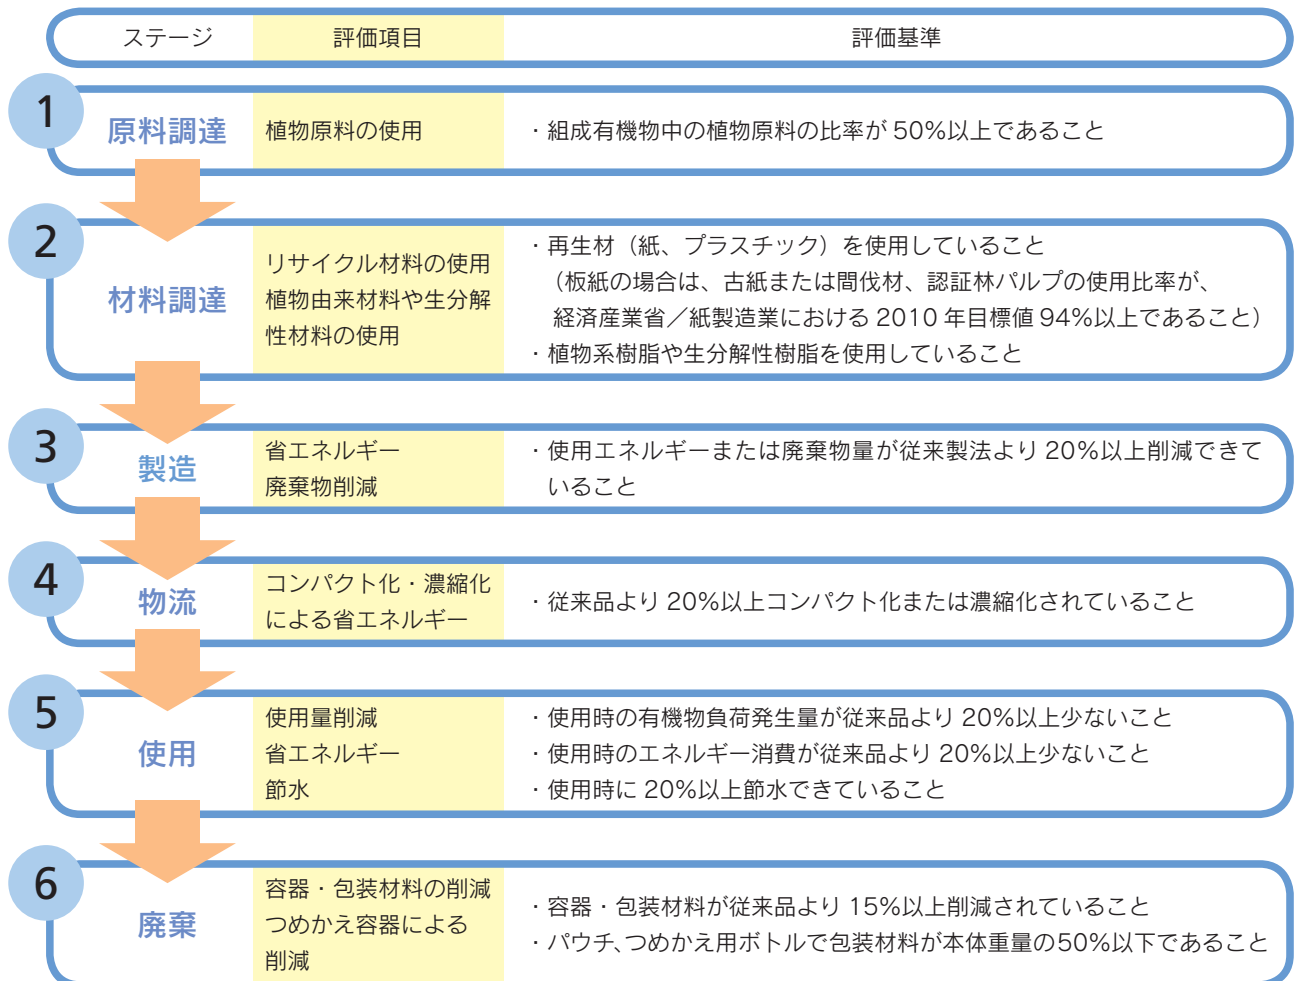 ステージ 評価項目 評価基準
1
原料調達
植物原料の使用
・組成有機物中の植物原料の比率が 50%以上であること
2
材料調達
リサイクル材料の使用
植物由来材料や生分解
性材料の使用
・再生材（紙、プラスチック）を使用していること
（板紙の場合は、古紙または間伐材、認証林パルプの使用比率が、
経済産業省／紙製造業における 2010 年目標値 94%以上であること）
・植物系樹脂や生分解性樹脂を使用していること
3
製造
省エネルギー
廃棄物削減
・使用エネルギーまたは廃棄物量が従来製法より 20%以上削減できて
いること
4
物流
コンパクト化・濃縮化
による省エネルギー
・従来品より 20%以上コンパクト化または濃縮化されていること
5
使用
使用量削減
省エネルギー
節水
・使用時の有機物負荷発生量が従来品より 20%以上少ないこと
・使用時のエネルギー消費が従来品より 20%以上少ないこと
・使用時に 20%以上節水できていること
6
廃棄
容器・包装材料の削減
つめかえ容器による
削減
・容器・包装材料が従来品より 15%以上削減されていること
・パウチ、つめかえ用ボトルで包装材料が本体重量の50%以下であること